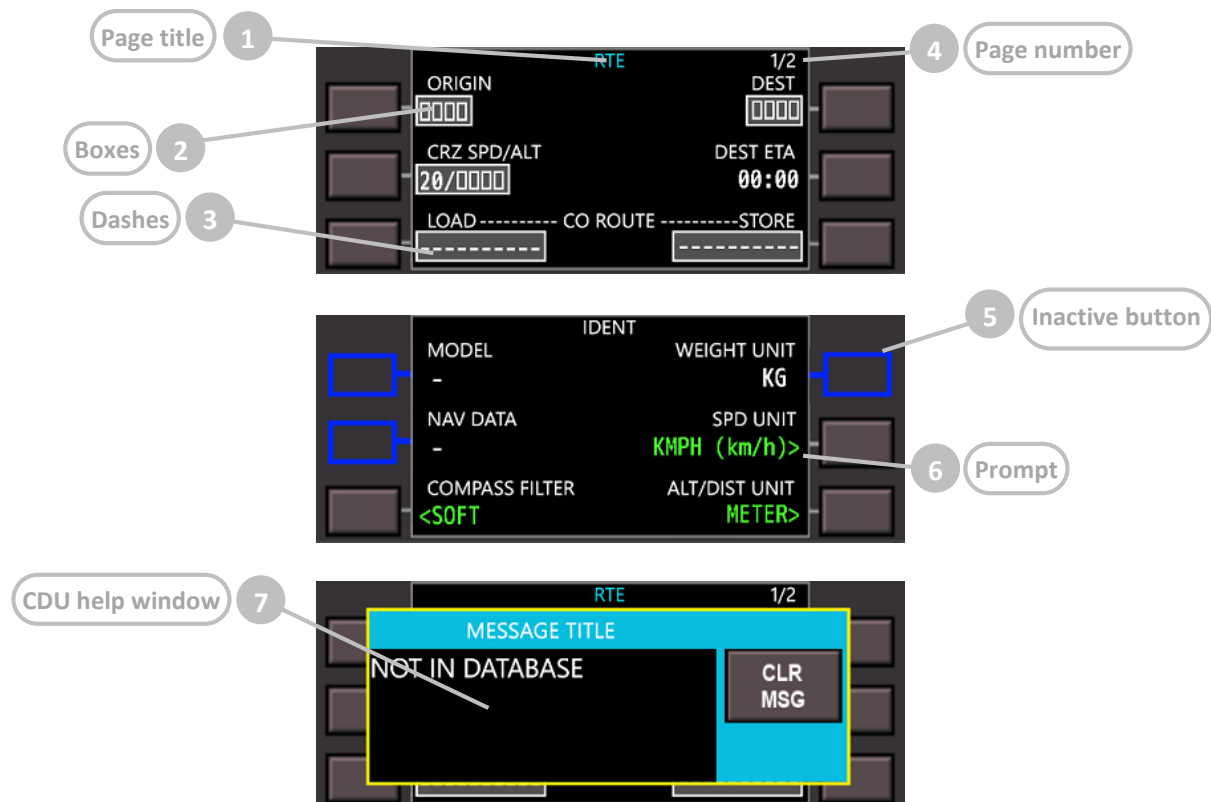 Page title 1
RTE 1/2
4 Page number
ORIGIN DEST
▯▯▯▯ ▯▯▯▯
Boxes 2
CRZ SPD/ALT DEST ETA
20/▯▯▯▯ 00:00
Dashes 3
LOAD ---------- CO ROUTE ----------STORE
---------- ----------
IDENT
5 Inactive button
MODEL WEIGHT UNIT
- KG
NAV DATA SPD UNIT
- KMPH (km/h)>
6 Prompt
COMPASS FILTER ALT/DIST UNIT
<SOFT METER>
CDU help window 7
RTE 1/2
MESSAGE TITLE
NOT IN DATABASE
CLR
MSG